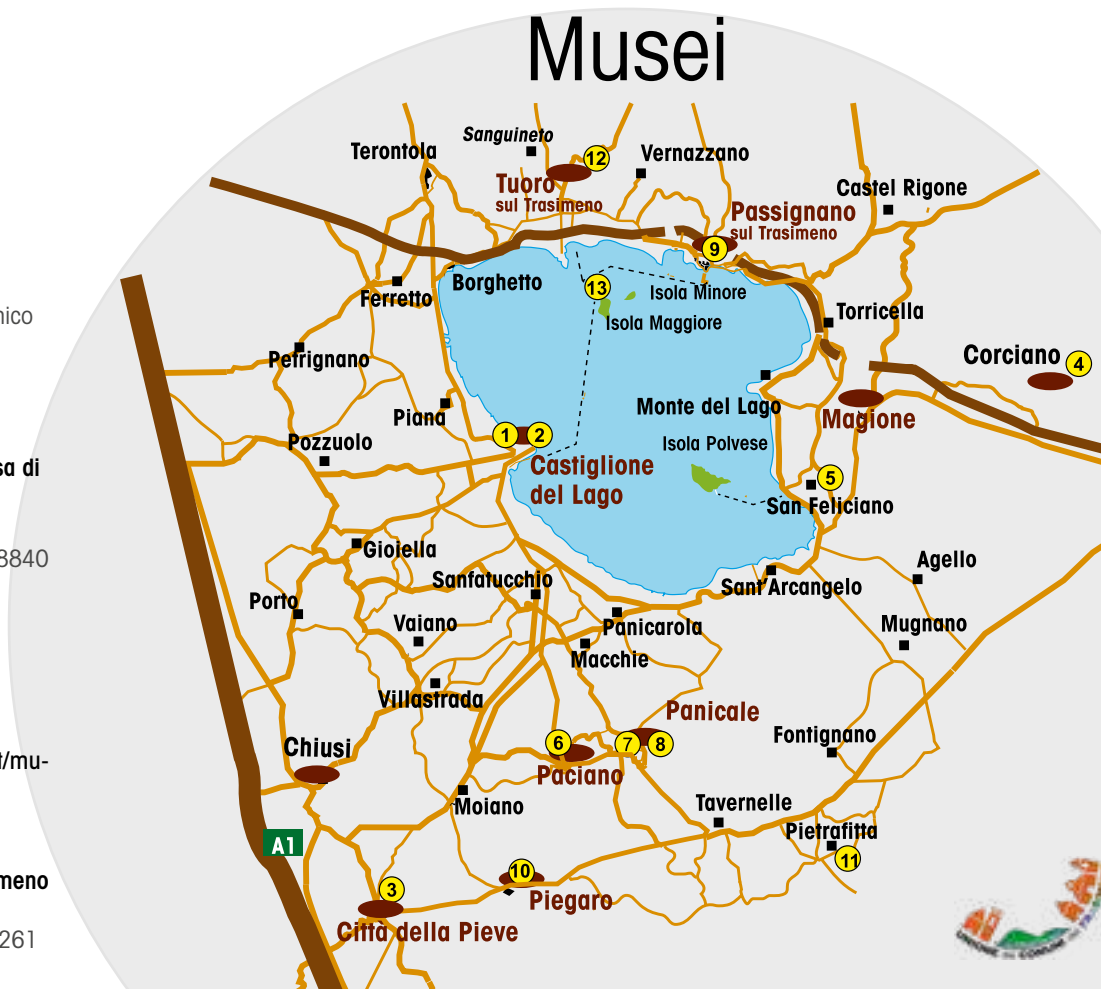 Musei
Sanguineto
Terontola
12
Vernazzano
Tuoro
sul Trasimeno
Castel Rigone
Passignano
sul Trasimeno
9
Borghetto
13
Isola Minore
Ferretto
Isola Maggiore
Torricella
nico
Petrignano
Corciano
4
Piana
Monte del Lago
Magione
1
2
Pozzuolo
Isola Polvese
sa di
Castiglione
del Lago
5
San Feliciano
8840
Gioiella
Agello
Sanfatucchio
Sant'Arcangelo
Porto
Vaiano
Panicarola
Mugnano
Macchie
Villastrada
Panicale
Chiusi
6
7
8
Fontignano
t/mu-
Paciano
Moiano
Tavernelle
A1
Pietrafitta
11
meno
3
10
Piegaro
Città della Pieve
261